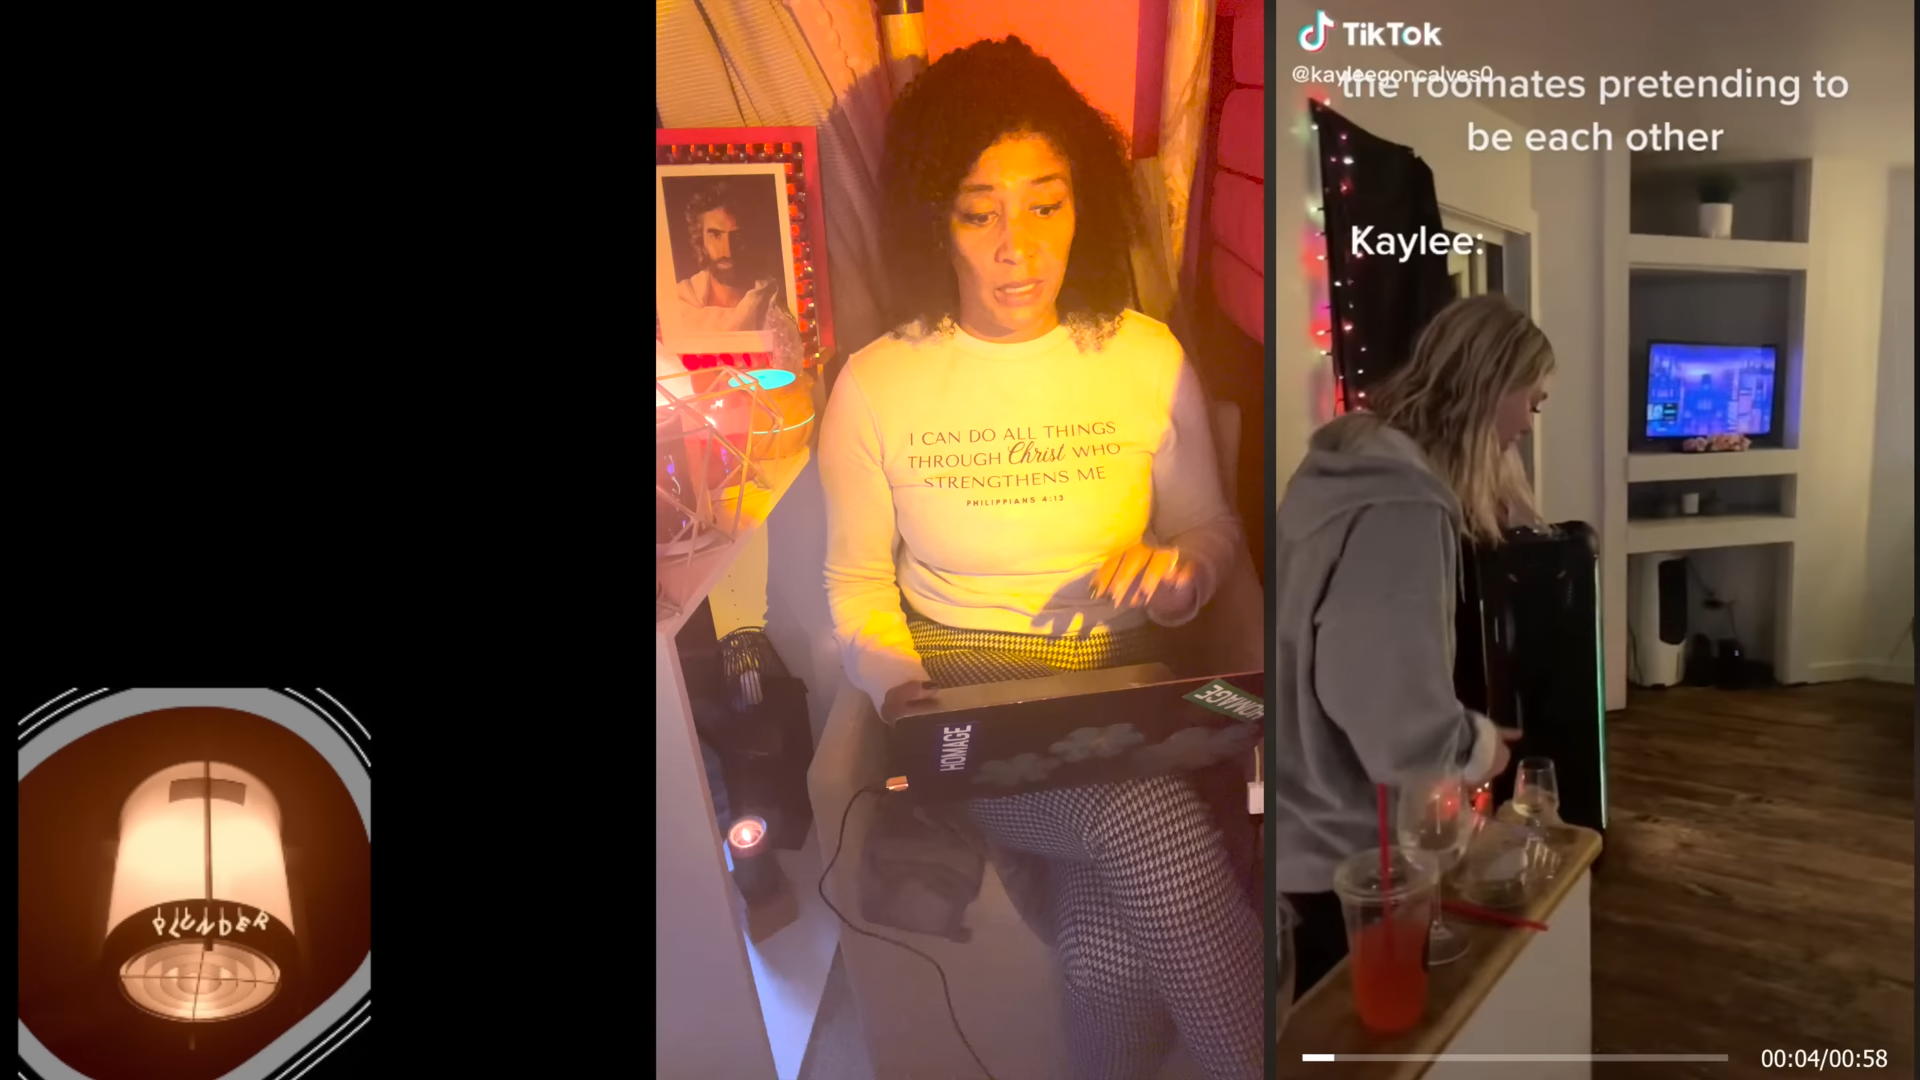 PLUNDER
I CAN DO ALL THINGS
THROUGH Christ WHO
STRENGTHENS ME
PHILIPPIANS 4:13
HOMAGE
HOMAGE
TikTok
@kayleegoncalves0
the roomates pretending to
be each other
Kaylee:
00:04/00:58